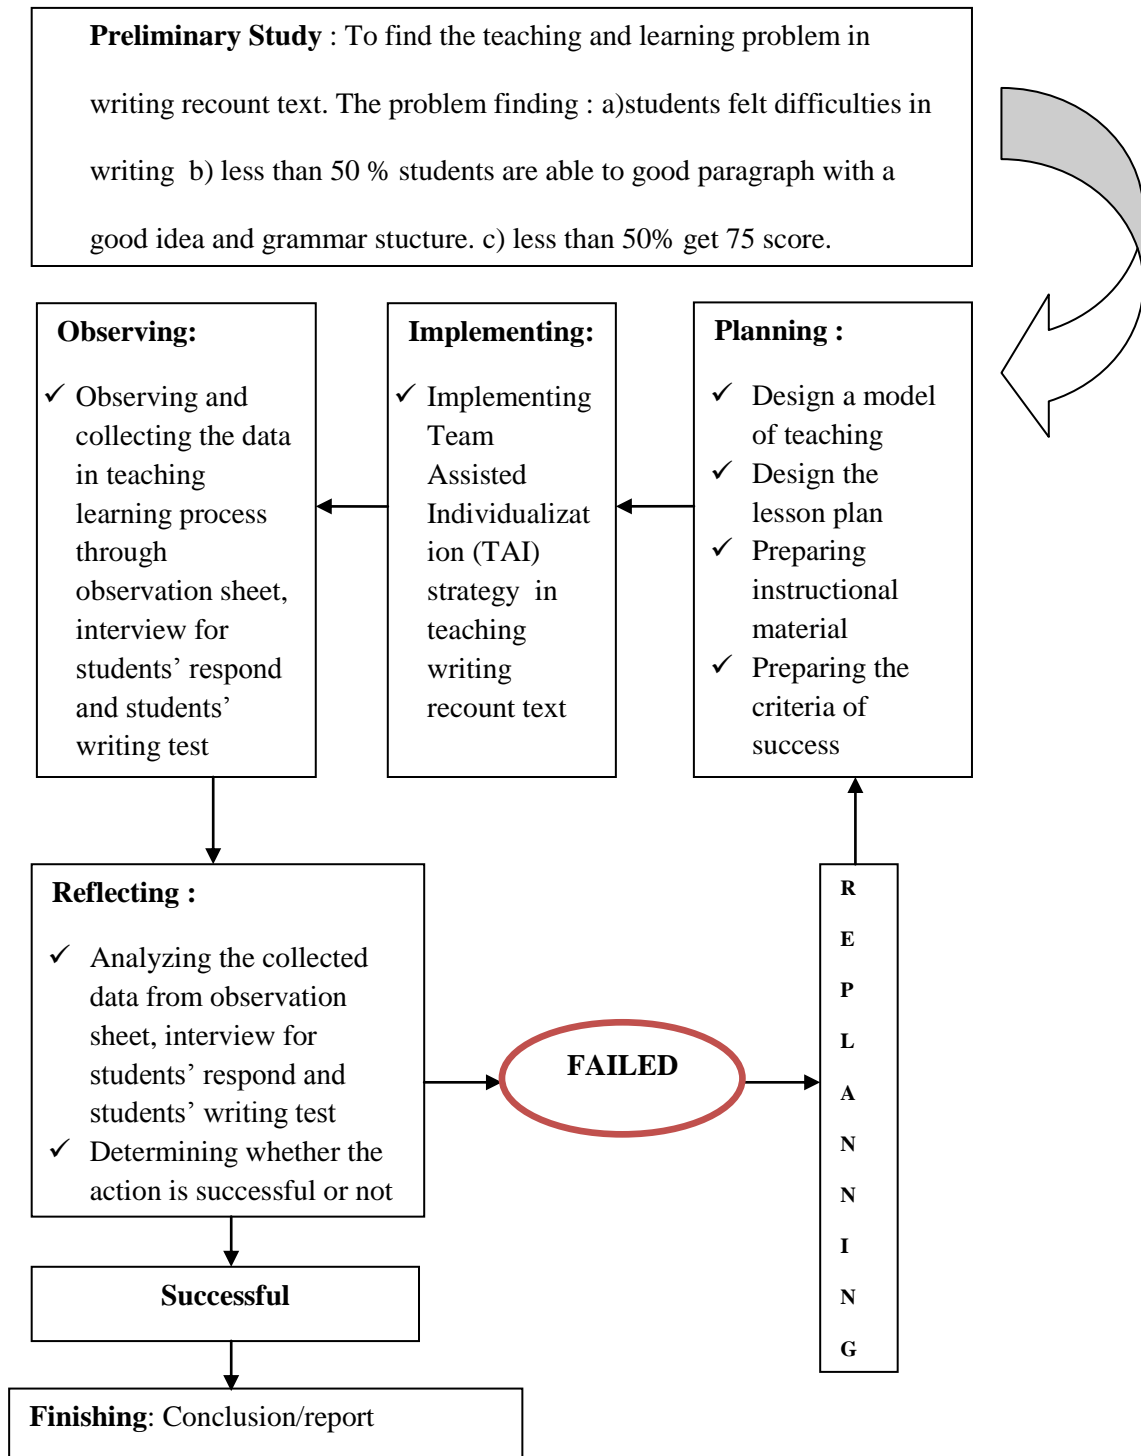 Preliminary Study : To find the teaching and learning problem in
writing recount text. The problem finding : a)students felt difficulties in
writing b) less than 50 % students are able to good paragraph with a
good idea and grammar stucture. c) less than 50% get 75 score.
Observing:
✓ Observing and
collecting the data
in teaching
learning process
through
observation sheet,
interview for
students’ respond
and students’
writing test
Implementing:
✓ Implementing
Team
Assisted
Individualizat
ion (TAI)
strategy in
teaching
writing
recount text
Planning :
✓ Design a model
of teaching
✓ Design the
lesson plan
✓ Preparing
instructional
material
✓ Preparing the
criteria of
success
Reflecting :
✓ Analyzing the collected
data from observation
sheet, interview for
students’ respond and
students’ writing test
✓ Determining whether the
action is successful or not
FAILED
R
E
P
L
A
N
N
I
N
G
Successful
Finishing: Conclusion/report